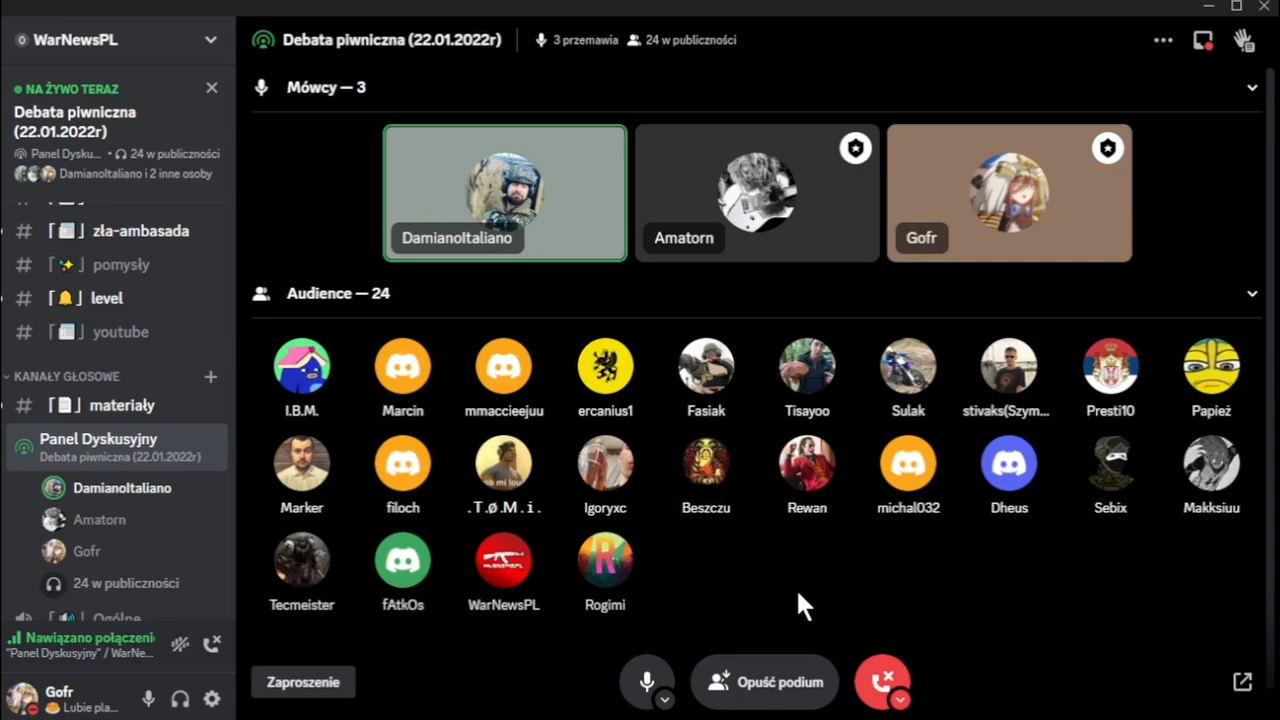 WarNewsPL
NA ŻYWO TERAZ
Debata piwniczna
(22.01.2022r)
Panel Dysku... • 24 w publiczności
DamianoItaliano i 2 inne osoby
zła-ambasada
pomysły
level
youtube
KANAŁY GŁOSOWE
materiały
Panel Dyskusyjny
Debata piwniczna (22.01.2022r)
DamianoItaliano
Amatorn
Gofr
24 w publiczności
Ogólne
Nawiązano połączeni
"Panel Dyskusyjny" / WarNe...
Gofr
Lubie pla...
Debata piwniczna (22.01.2022r)
3 przemawia
24 w publiczności
Mówcy — 3
DamianoItaliano
Amatorn
Gofr
Audience — 24
I.B.M.
Marcin
mmaccieejuu
ercanius1
Fasiak
Tisayoo
Sulak
stivaks(Szym...
Presti10
Papież
Marker
filoch
.T.Ø.M.i.
Igoryxc
Beszczu
Rewan
michal032
Dheus
Sebix
Makksiuu
Tecmeister
fAtkOs
WarNewsPL
Rogimi
Zaproszenie
Opuść podium